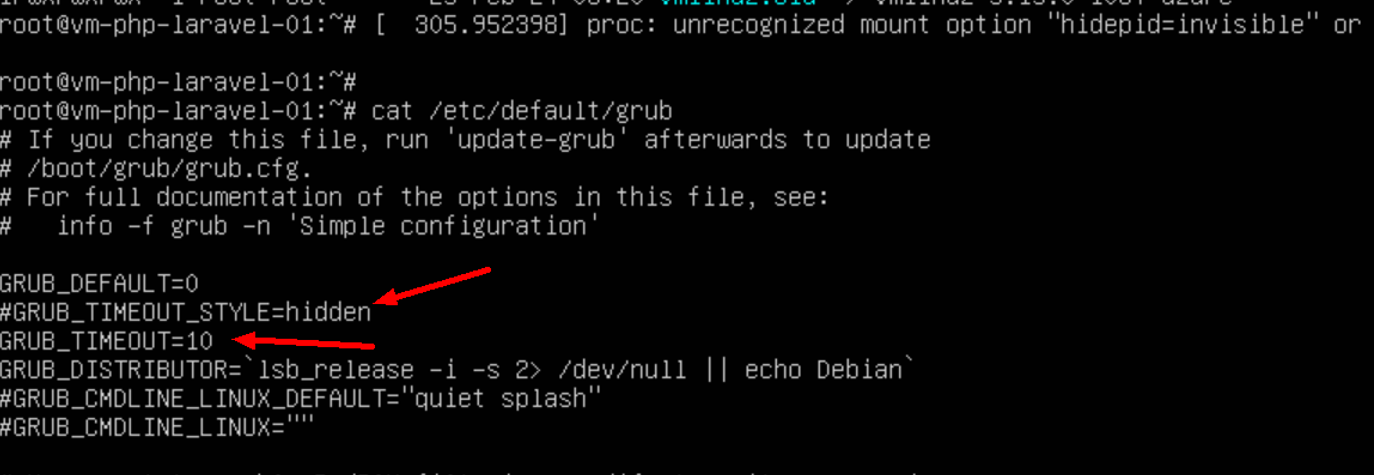 root@vm-php-laravel-01:~# [  305.952398] proc: unrecognized mount option "hidepid=invisible" or
root@vm-php-laravel-01:~#
root@vm-php-laravel-01:~# cat /etc/default/grub
# If you change this file, run 'update-grub' afterwards to update
# /boot/grub/grub.cfg.
# For full documentation of the options in this file, see:
#   info -f grub -n 'Simple configuration'
GRUB_DEFAULT=0
#GRUB_TIMEOUT_STYLE=hidden
GRUB_TIMEOUT=10
GRUB_DISTRIBUTOR=`lsb_release -i -s 2> /dev/null || echo Debian`
#GRUB_CMDLINE_LINUX_DEFAULT="quiet splash"
#GRUB_CMDLINE_LINUX=""